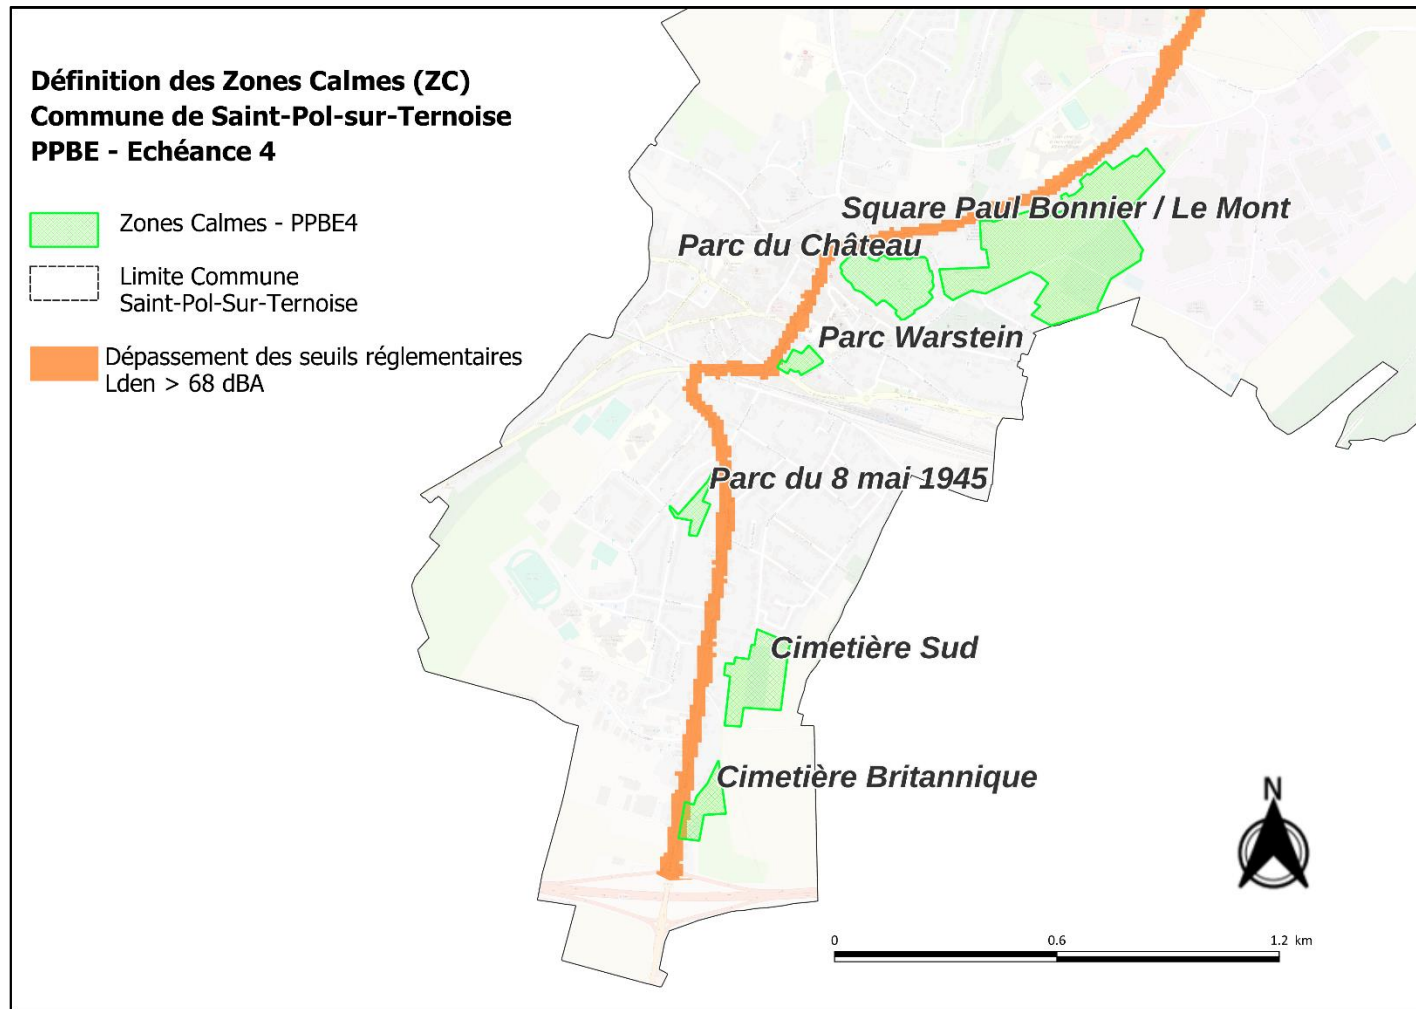 Définition des Zones Calmes (ZC)
Commune de Saint-Pol-sur-Ternoise
PPBE - Echéance 4
Zones Calmes - PPBE4
Limite Commune
Saint-Pol-Sur-Ternoise
Dépassement des seuils réglementaires
Lden > 68 dBA
Square Paul Bonnier / Le Mont
Parc du Château
Parc Warstein
Parc du 8 mai 1945
Cimetière Sud
Cimetière Britannique
N
0 0.6 1.2 km